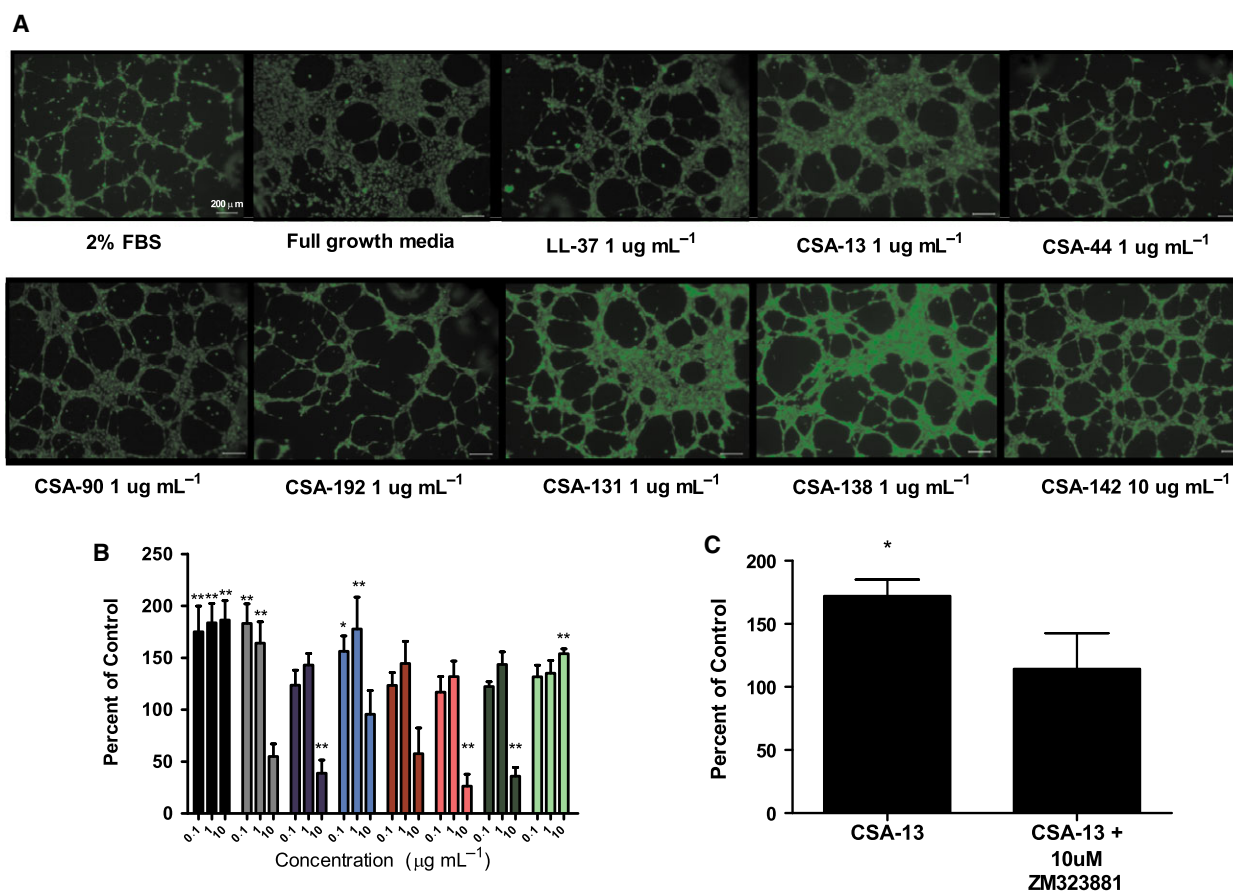 A
200 μm
2% FBS
Full growth media
LL-37 1 ug mL⁻¹
CSA-13 1 ug mL⁻¹
CSA-44 1 ug mL⁻¹
CSA-90 1 ug mL⁻¹
CSA-192 1 ug mL⁻¹
CSA-131 1 ug mL⁻¹
CSA-138 1 ug mL⁻¹
CSA-142 10 ug mL⁻¹
B
Percent of Control
250
200
150
100
50
0
** ** ** ** ** ** * ** ** ** **
0.1 1 10 0.1 1 10 0.1 1 10 0.1 1 10 0.1 1 10 0.1 1 10 0.1 1 10 0.1 1 10
Concentration (μg mL⁻¹)
C
Percent of Control
200
150
100
50
0
*
CSA-13
CSA-13 +
10uM
ZM323881